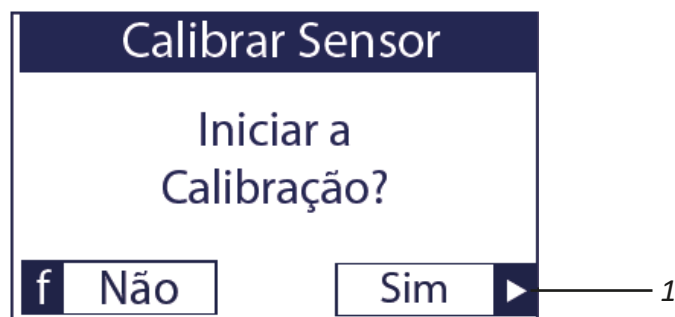 Calibrar Sensor
Iniciar a
Calibração?
f Não Sim ▶ 1